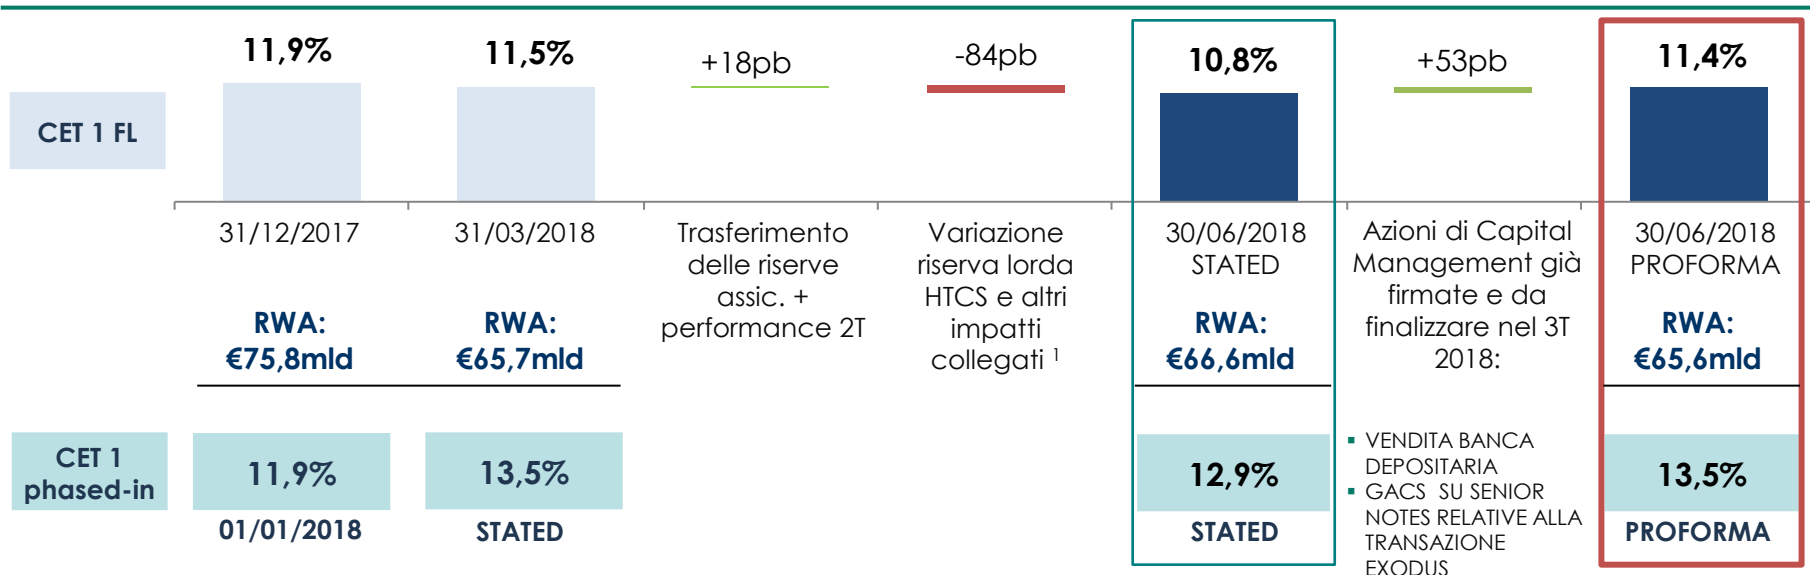 11,9%
11,5%
+18pb
-84pb
10,8%
+53pb
11,4%
CET 1 FL
31/12/2017
31/03/2018
Trasferimento
delle riserve
assic. +
performance 2T
Variazione
riserva lorda
HTCS e altri
impatti
collegati 1
30/06/2018
STATED
Azioni di Capital
Management già
firmate e da
finalizzare nel 3T
2018:
30/06/2018
PROFORMA
RWA:
€75,8mld
RWA:
€65,7mld
RWA:
€66,6mld
RWA:
€65,6mld
CET 1
phased-in
11,9%
01/01/2018
13,5%
STATED
12,9%
STATED
▪ VENDITA BANCA
DEPOSITARIA
▪ GACS SU SENIOR
NOTES RELATIVE ALLA
TRANSAZIONE
EXODUS
13,5%
PROFORMA